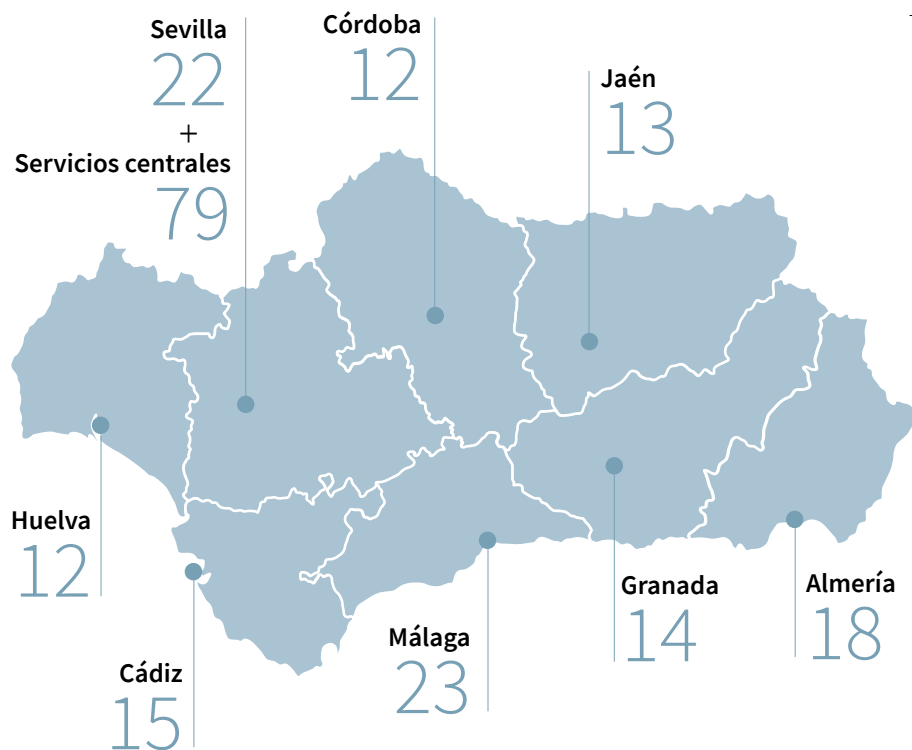 Sevilla
22
+
Servicios centrales
79
Córdoba
12
Jaén
13
Huelva
12
Cádiz
15
Málaga
23
Granada
14
Almería
18